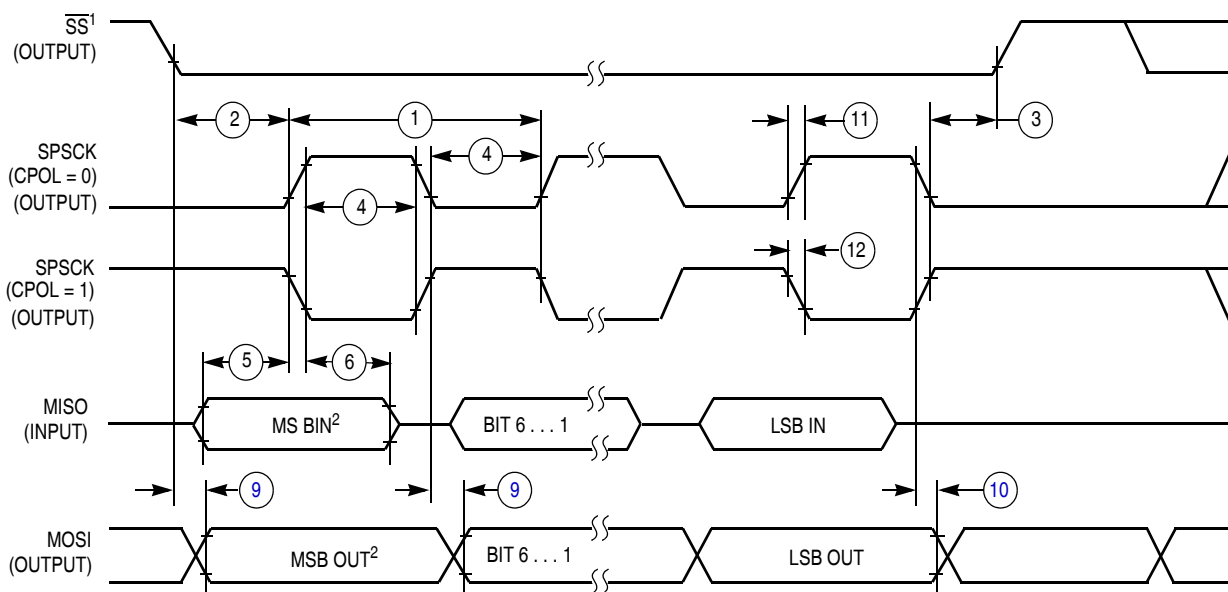 SS¹
(OUTPUT)
2
1
11
3
SPSCK
(CPOL = 0)
(OUTPUT)
4
4
SPSCK
(CPOL = 1)
(OUTPUT)
12
5
6
MISO
(INPUT)
MS BIN²
BIT 6 . . . 1
LSB IN
9
9
10
MOSI
(OUTPUT)
MSB OUT²
BIT 6 . . . 1
LSB OUT